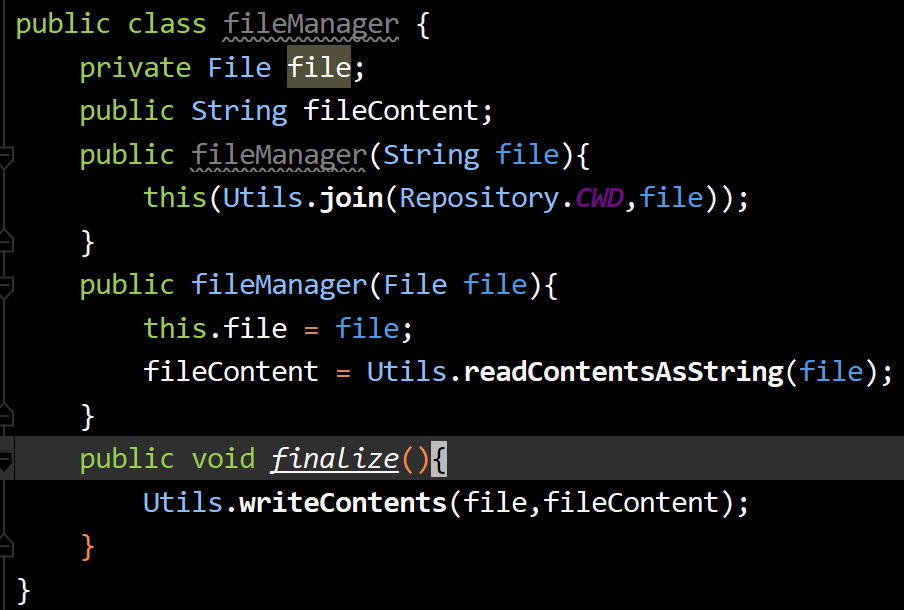 public class fileManager {
    private File file;
    public String fileContent;
    public fileManager(String file){
        this(Utils.join(Repository.CWD,file));
    }
    public fileManager(File file){
        this.file = file;
        fileContent = Utils.readContentsAsString(file);
    }
    public void finalize(){
        Utils.writeContents(file,fileContent);
    }
}